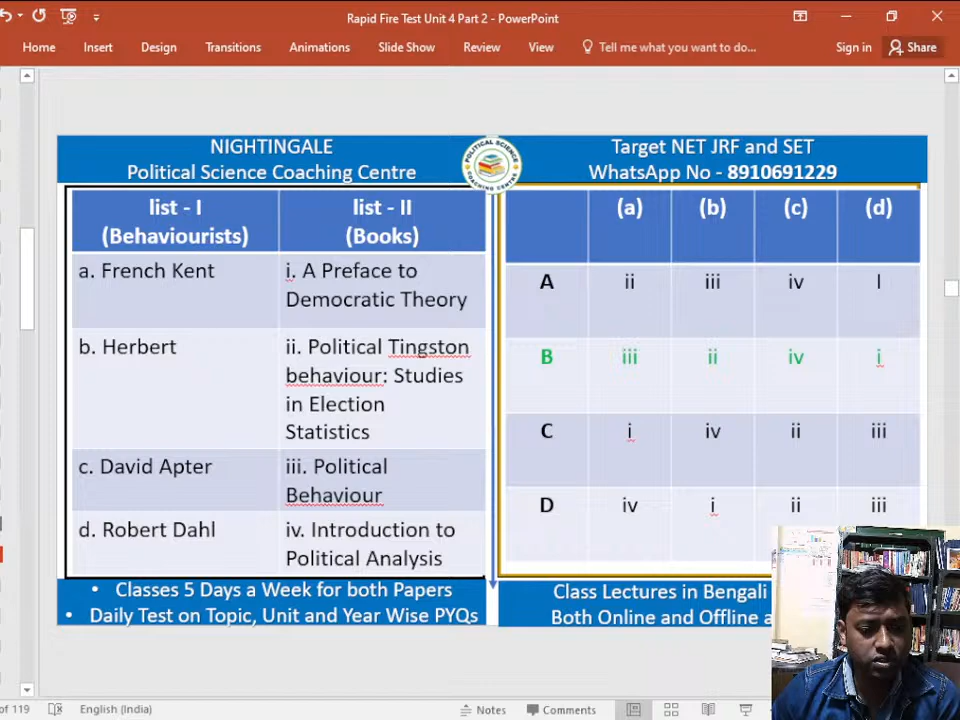 Rapid Fire Test Unit 4 Part 2 - PowerPoint
Home Insert Design Transitions Animations Slide Show Review View Tell me what you want to do... Sign in Share
NIGHTINGALE
Political Science Coaching Centre
POLITICAL SCIENCE
COACHING CENTRE
Target NET JRF and SET
WhatsApp No - 8910691229
list - I
(Behaviourists)
list - II
(Books)
a. French Kent
i. A Preface to
Democratic Theory
b. Herbert
ii. Political Tingston
behaviour: Studies
in Election
Statistics
c. David Apter
iii. Political
Behaviour
d. Robert Dahl
iv. Introduction to
Political Analysis
(a) (b) (c) (d)
A ii iii iv I
B iii ii iv i
C i iv ii iii
D iv i ii iii
• Classes 5 Days a Week for both Papers
• Daily Test on Topic, Unit and Year Wise PYQs
Class Lectures in Bengali
Both Online and Offline a
of 119 English (India) Notes Comments